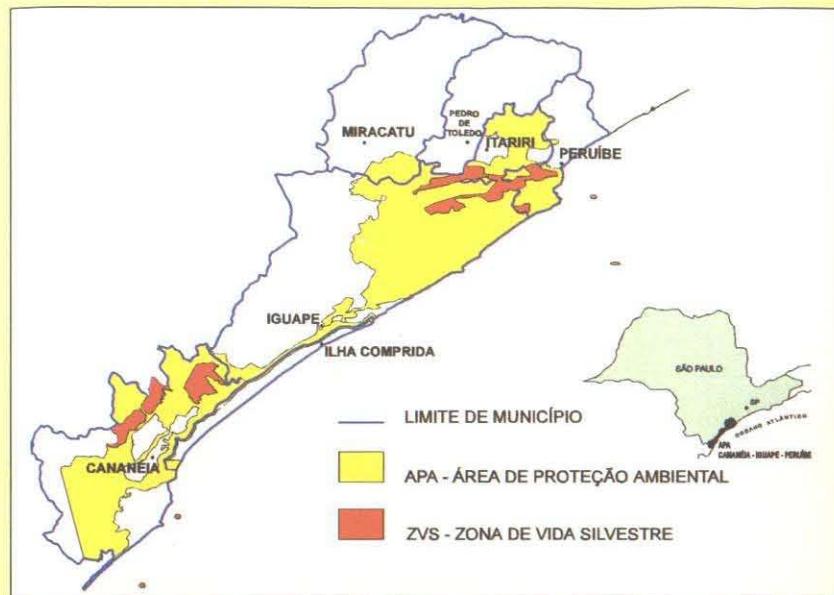 MIRACATU
PEDRO
DE
TOLEDO
ITARIRI
PERUÍBE
IGUAPE
ILHA COMPRIDA
CANANÉIA
LIMITE DE MUNICÍPIO
APA - ÁREA DE PROTEÇÃO AMBIENTAL
ZVS - ZONA DE VIDA SILVESTRE
SÃO PAULO
SP
OCEANO ATLÂNTICO
APA
CANANÉIA - IGUAPE - PERUÍBE